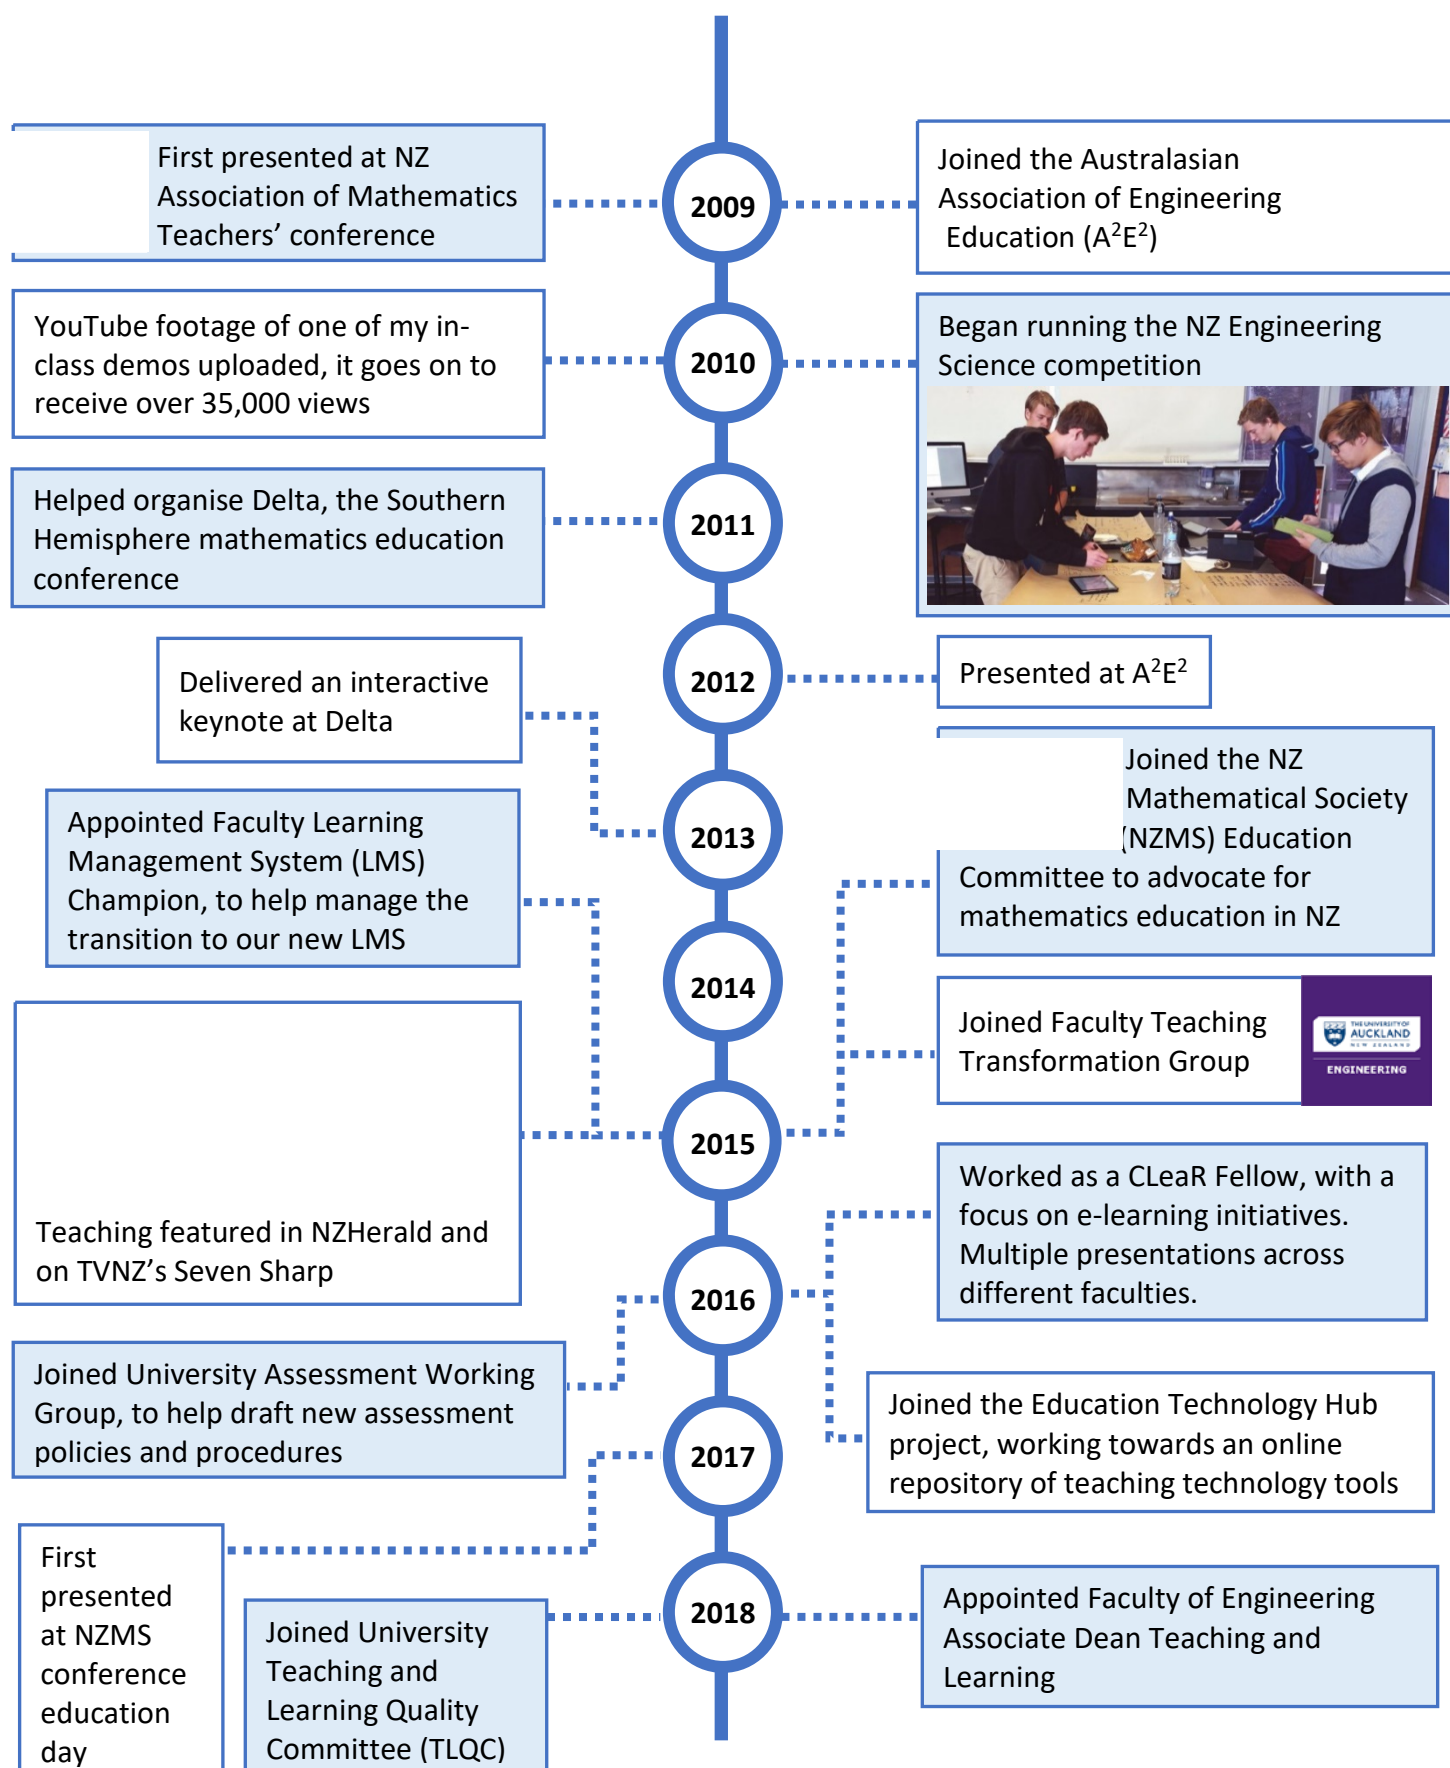 First presented at NZ
Association of Mathematics
Teachers’ conference
2009
Joined the Australasian
Association of Engineering
Education (A²E²)
YouTube footage of one of my in-
class demos uploaded, it goes on to
receive over 35,000 views
2010
Began running the NZ Engineering
Science competition
Helped organise Delta, the Southern
Hemisphere mathematics education
conference
2011
2012
Presented at A²E²
Delivered an interactive
keynote at Delta
2013
Joined the NZ
Mathematical Society
(NZMS) Education
Committee to advocate for
mathematics education in NZ
Appointed Faculty Learning
Management System (LMS)
Champion, to help manage the
transition to our new LMS
2014
Joined Faculty Teaching
Transformation Group
THE UNIVERSITY OF
AUCKLAND
NEW ZEALAND
ENGINEERING
2015
Teaching featured in NZHerald and
on TVNZ’s Seven Sharp
Worked as a CLeaR Fellow, with a
focus on e-learning initiatives.
Multiple presentations across
different faculties.
2016
Joined University Assessment Working
Group, to help draft new assessment
policies and procedures
Joined the Education Technology Hub
project, working towards an online
repository of teaching technology tools
2017
First
presented
at NZMS
conference
education
day
Joined University
Teaching and
Learning Quality
Committee (TLQC)
2018
Appointed Faculty of Engineering
Associate Dean Teaching and
Learning